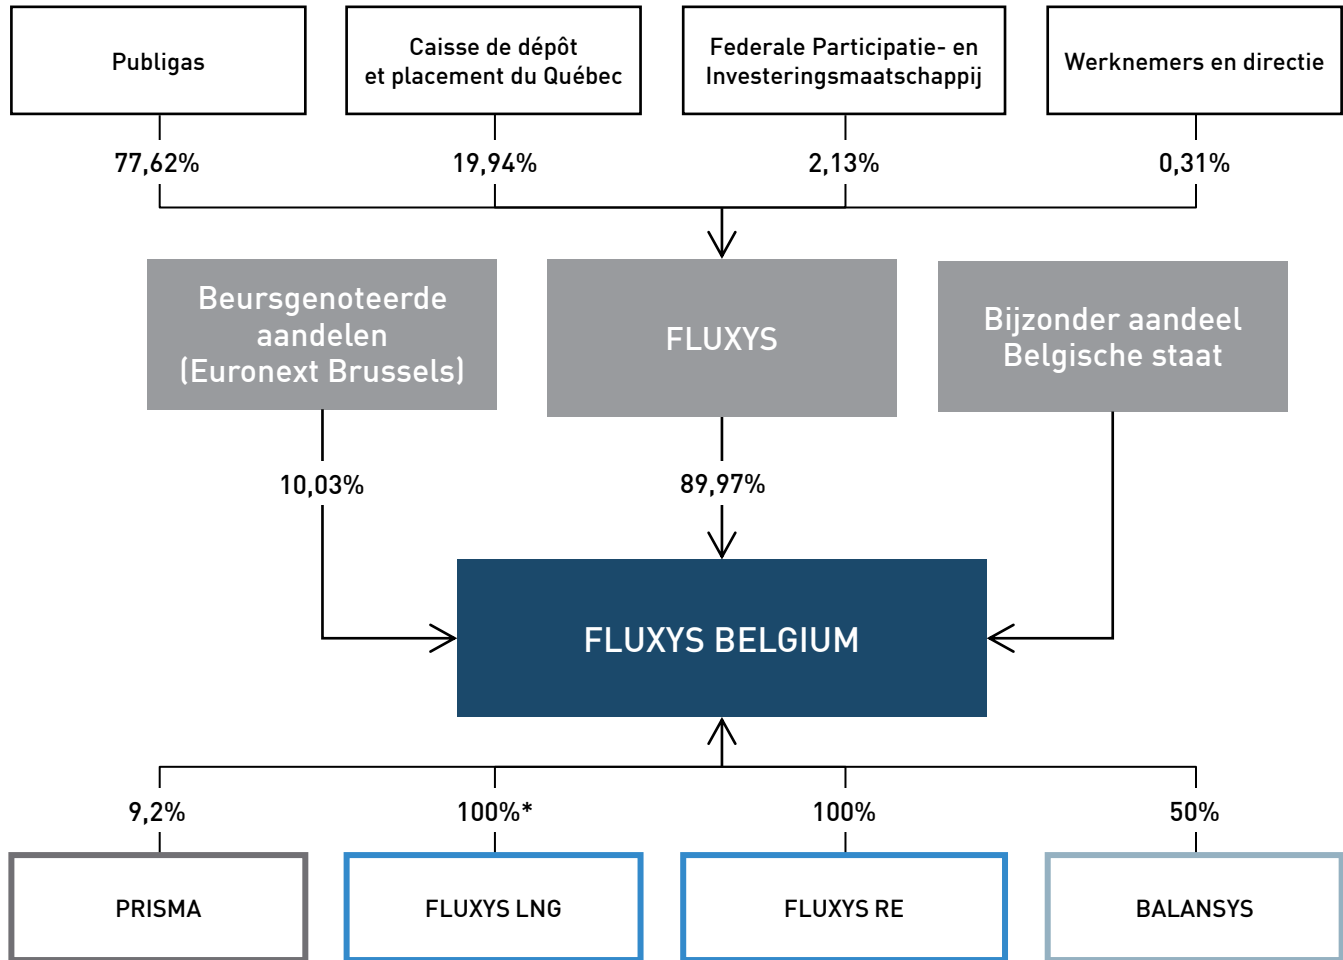 Publigas
Caisse de dépôt
et placement du Québec
Federale Participatie- en
Investeringsmaatschappij
Werknemers en directie
77,62%
19,94%
2,13%
0,31%
Beursgenoteerde
aandelen
(Euronext Brussels)
FLUXYS
Bijzonder aandeel
Belgische staat
10,03%
89,97%
FLUXYS BELGIUM
9,2%
100%*
100%
50%
PRISMA
FLUXYS LNG
FLUXYS RE
BALANSYS